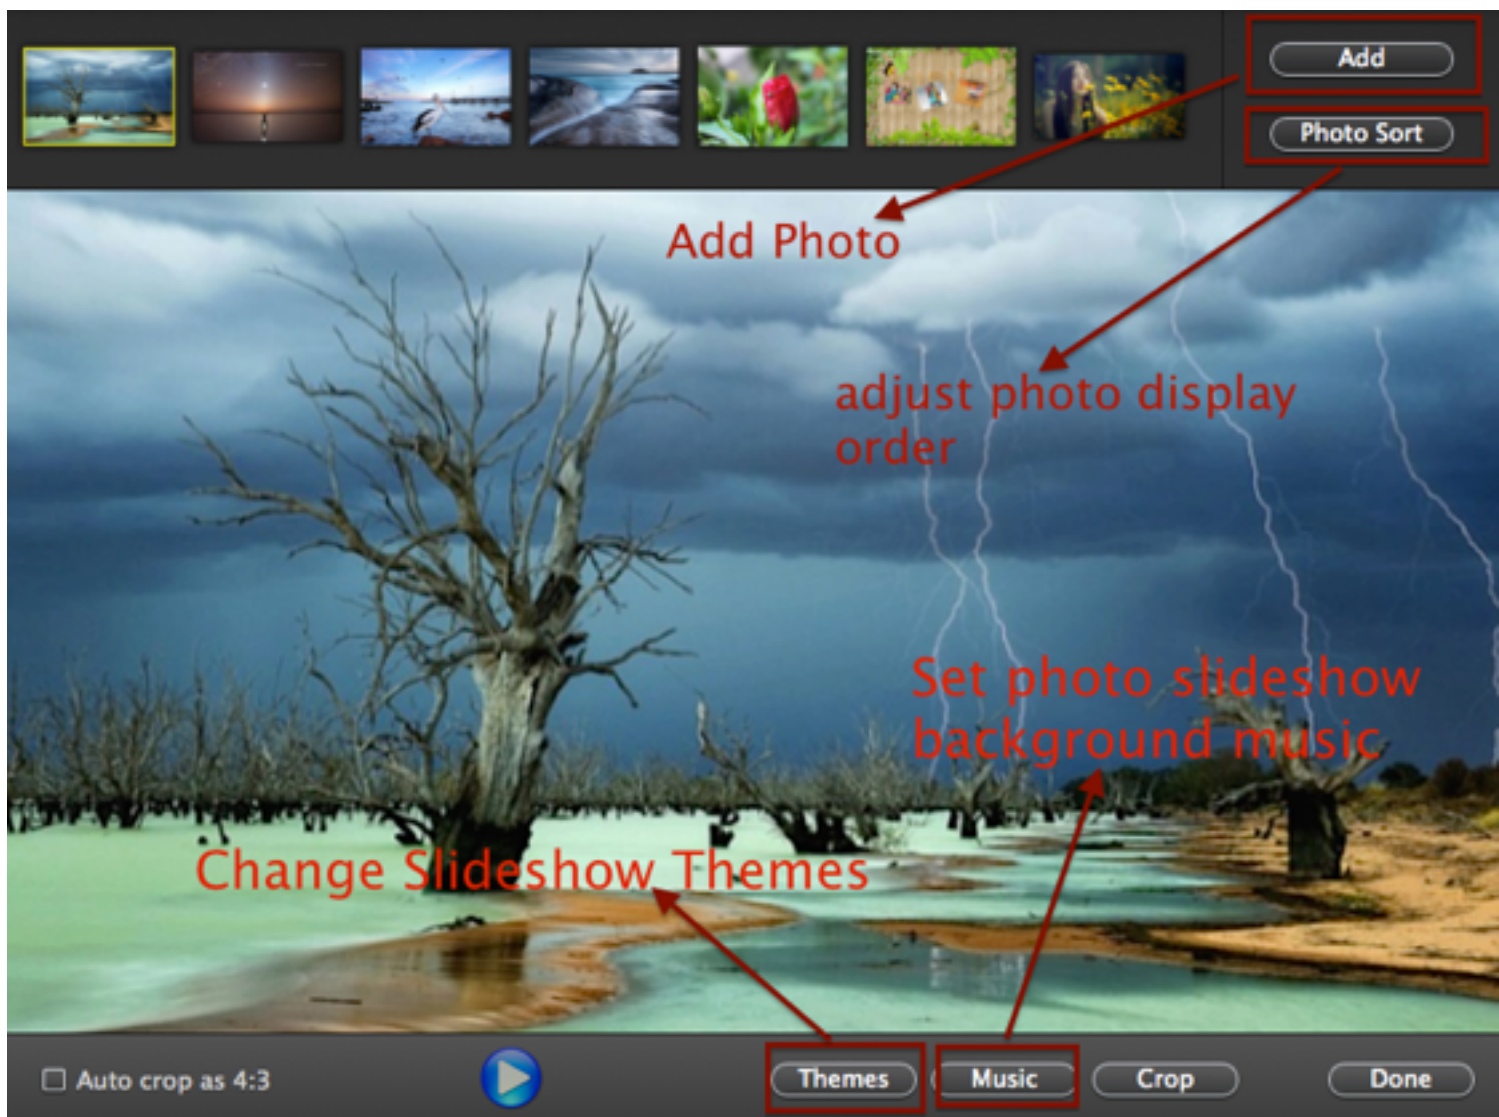 Add
Photo Sort
Add Photo
adjust photo display
order
Set photo slideshow
background music
Change Slideshow Themes
Auto crop as 4:3
Themes
Music
Crop
Done